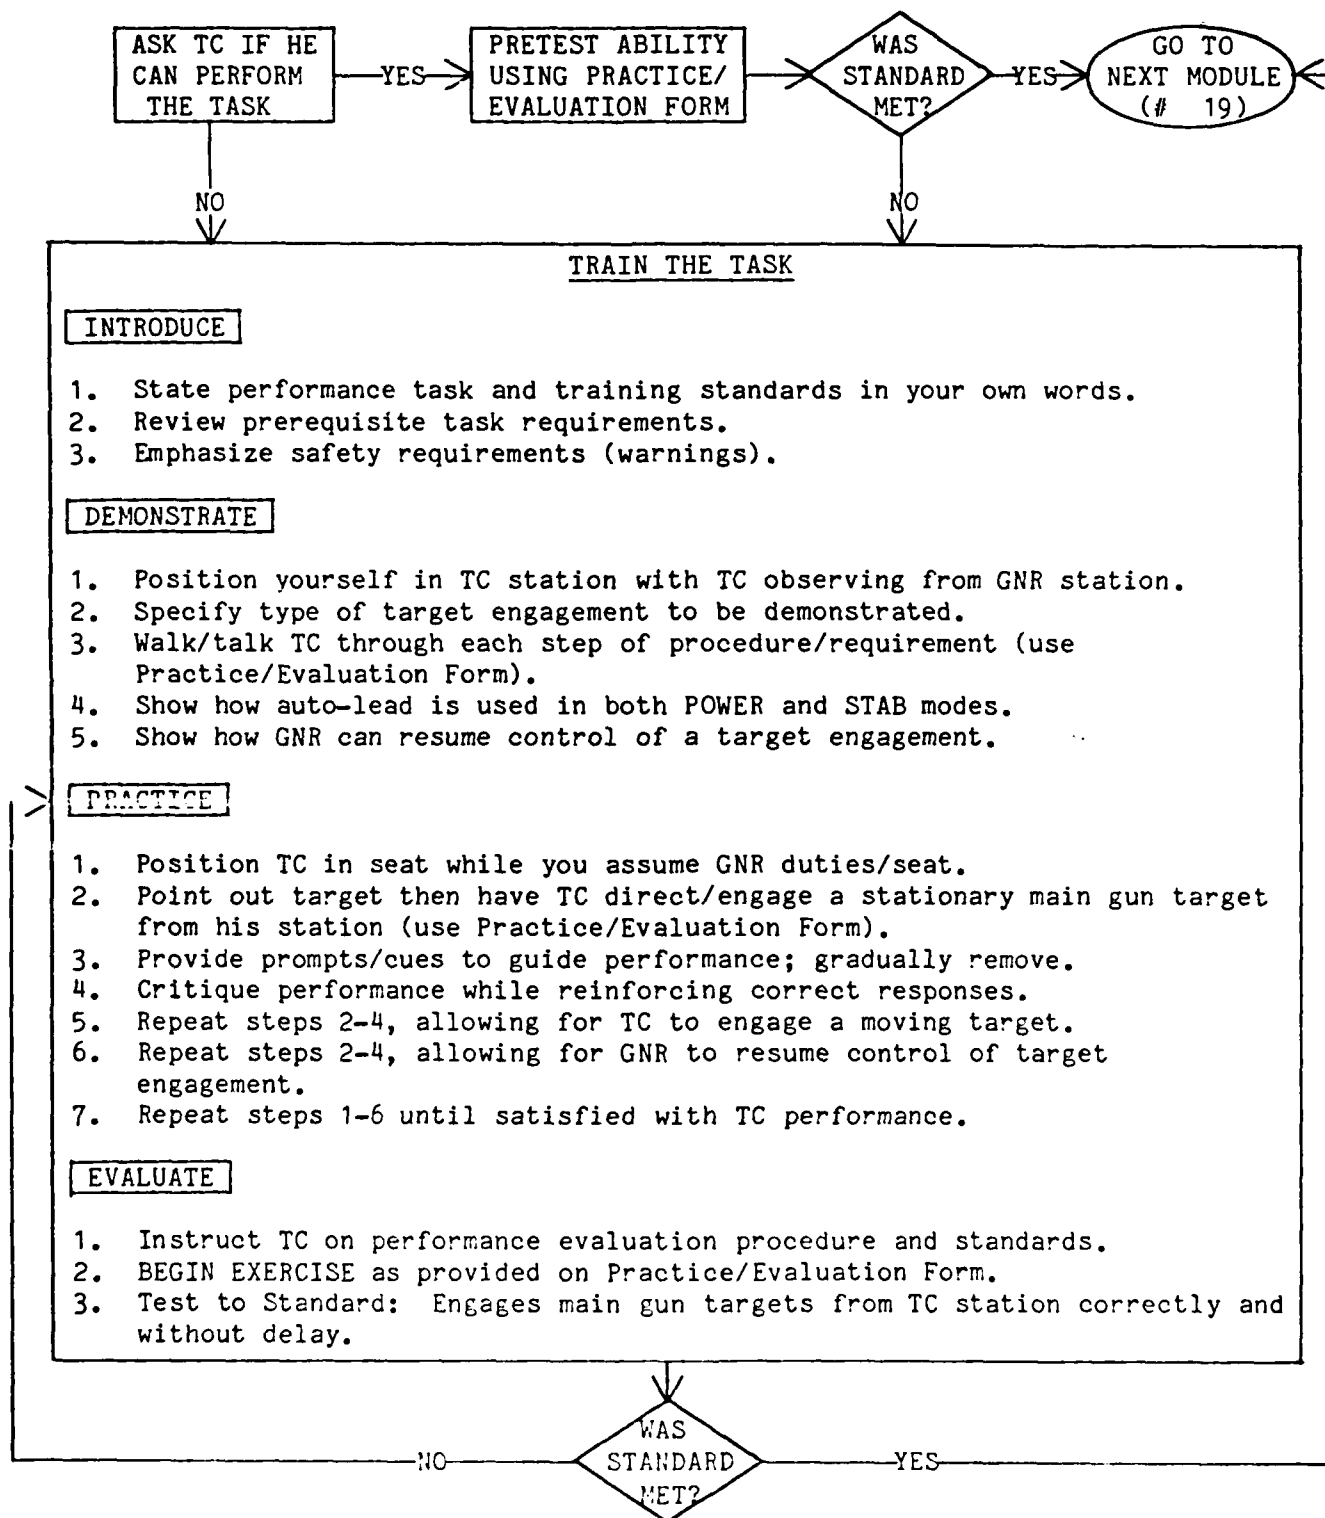 ASK TC IF HE
CAN PERFORM
THE TASK
YES
PRETEST ABILITY
USING PRACTICE/
EVALUATION FORM
WAS
STANDARD
MET?
YES
GO TO
NEXT MODULE
(# 19)
NO
NO
TRAIN THE TASK
INTRODUCE
1. State performance task and training standards in your own words.
2. Review prerequisite task requirements.
3. Emphasize safety requirements (warnings).
DEMONSTRATE
1. Position yourself in TC station with TC observing from GNR station.
2. Specify type of target engagement to be demonstrated.
3. Walk/talk TC through each step of procedure/requirement (use
Practice/Evaluation Form).
4. Show how auto-lead is used in both POWER and STAB modes.
5. Show how GNR can resume control of a target engagement.
PRACTICE
1. Position TC in seat while you assume GNR duties/seat.
2. Point out target then have TC direct/engage a stationary main gun target
from his station (use Practice/Evaluation Form).
3. Provide prompts/cues to guide performance; gradually remove.
4. Critique performance while reinforcing correct responses.
5. Repeat steps 2-4, allowing for TC to engage a moving target.
6. Repeat steps 2-4, allowing for GNR to resume control of target
engagement.
7. Repeat steps 1-6 until satisfied with TC performance.
EVALUATE
1. Instruct TC on performance evaluation procedure and standards.
2. BEGIN EXERCISE as provided on Practice/Evaluation Form.
3. Test to Standard: Engages main gun targets from TC station correctly and
without delay.
WAS
STANDARD
MET?
NO
YES